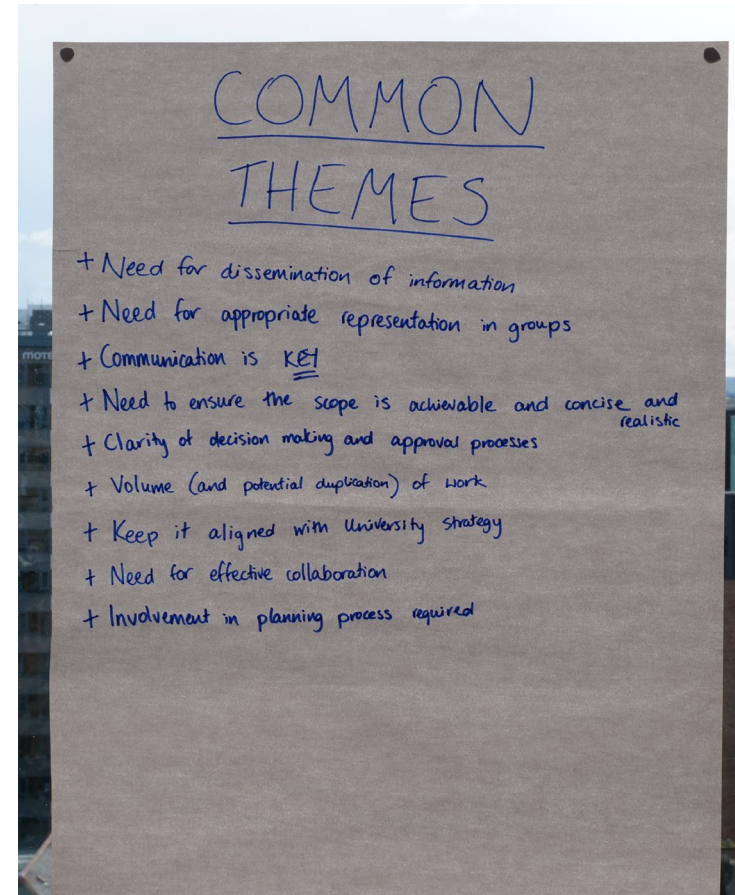 COMMON
THEMES
+ Need for dissemination of information
+ Need for appropriate representation in groups
+ Communication is KEY
+ Need to ensure the scope is achievable and concise and
realistic
+ Clarity of decision making and approval processes
+ Volume (and potential duplication) of work
+ Keep it aligned with University strategy
+ Need for effective collaboration
+ Involvement in planning process required
MOTE